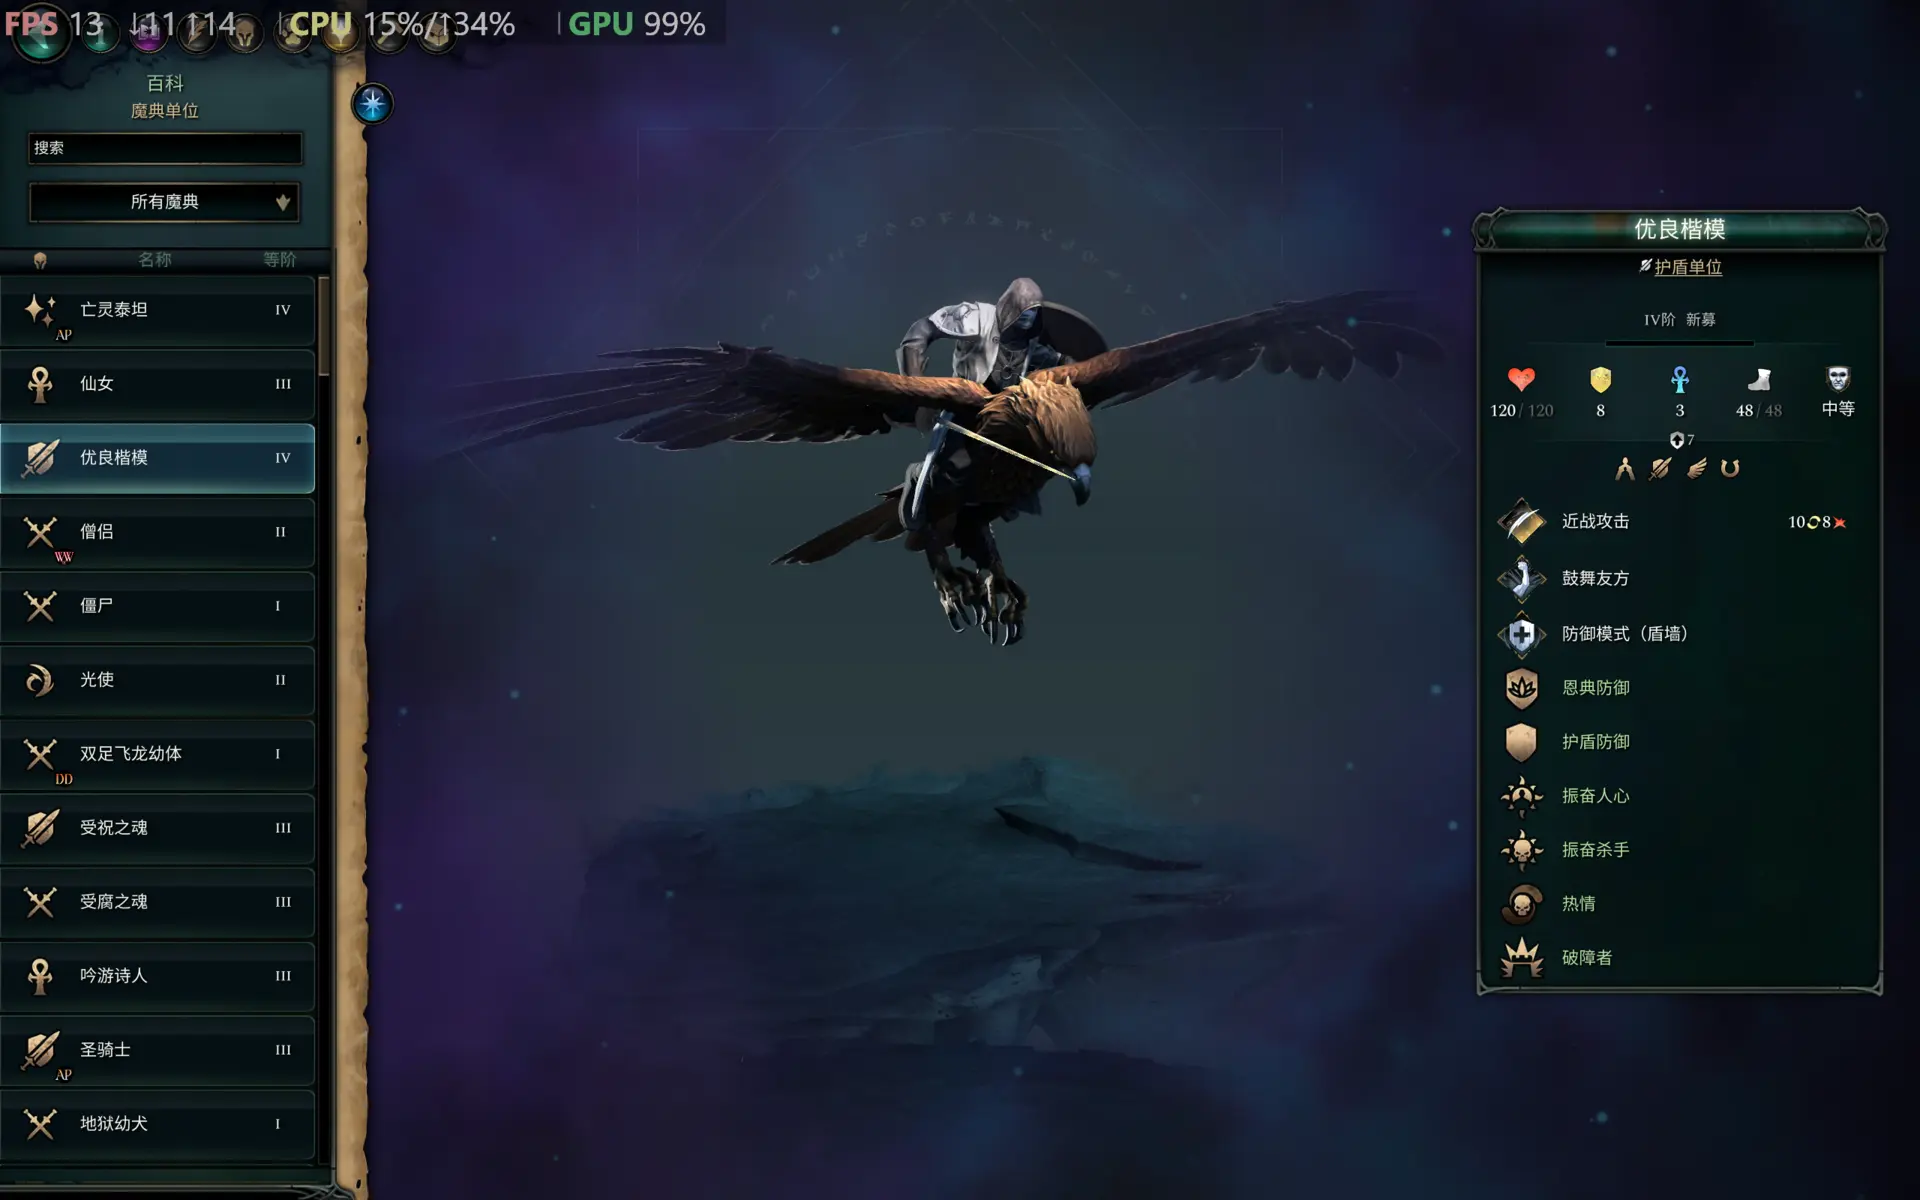 FPS 13 ↓11 ↑14 | CPU 15%/↑34% | GPU 99%
百科
魔典单位
搜索
所有魔典
名称 等阶
亡灵泰坦 IV
AP
仙女 III
优良楷模 IV
僧侣 II
WW
僵尸 I
光使 II
双足飞龙幼体 I
DD
受祝之魂 III
受腐之魂 III
吟游诗人 III
圣骑士 III
AP
地狱幼犬 I
优良楷模
护盾单位
IV阶 新募
120/120 8 3 48/48 中等
7
近战攻击 10 8
鼓舞友方
防御模式（盾墙）
恩典防御
护盾防御
振奋人心
振奋杀手
热情
破障者